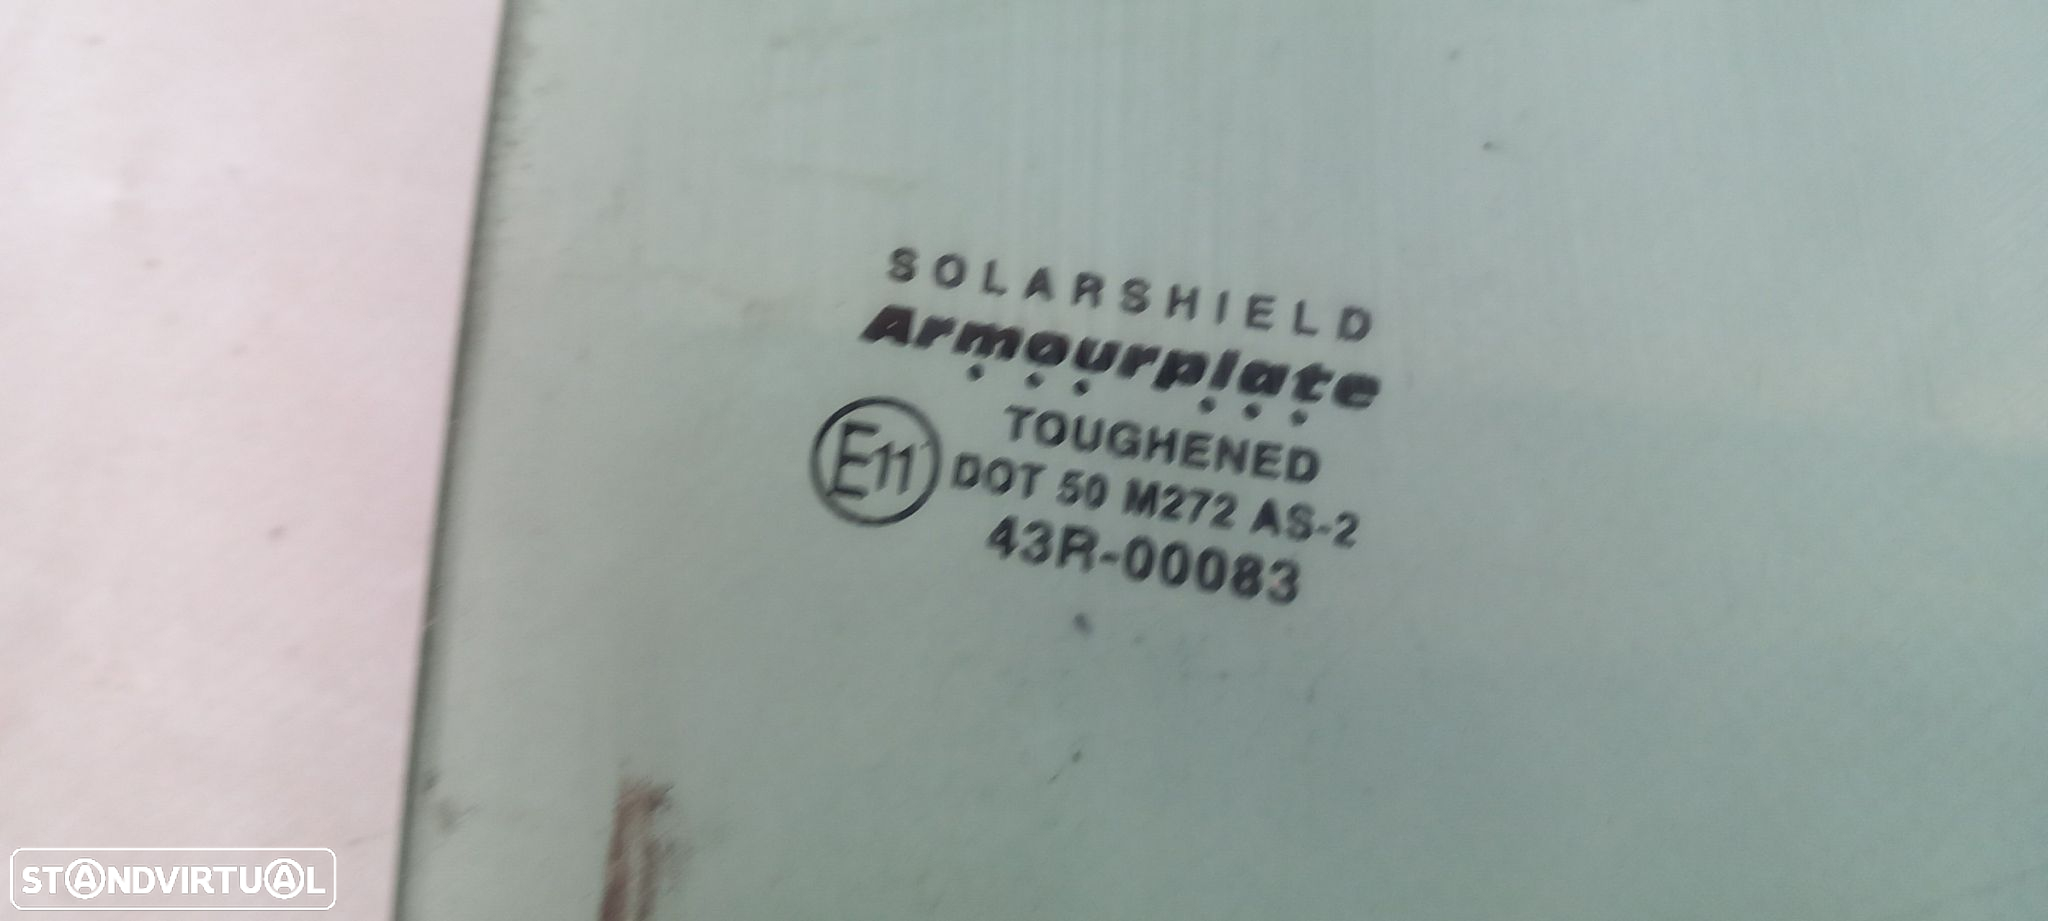 SOLARSHIELD
Armourplate
TOUGHENED
E11 DOT 50 M272 AS-2
43R-00083
STANDVIRTUAL